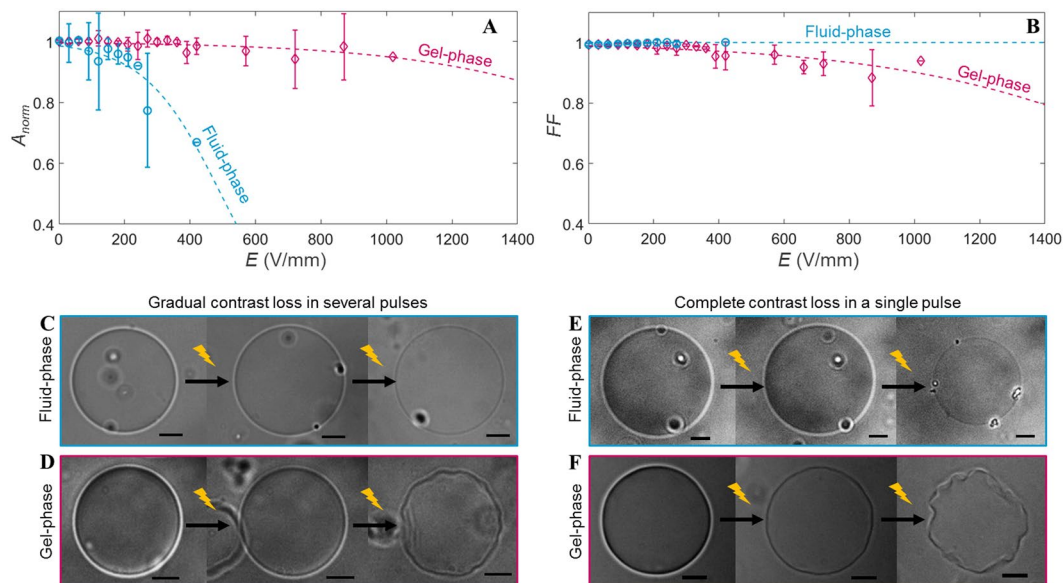 A
1
0.8
0.6
0.4
A_norm
Gel-phase
Fluid-phase
0
200
400
600
800
1000
1200
1400
E (V/mm)
B
1
0.8
0.6
0.4
FF
Fluid-phase
Gel-phase
0
200
400
600
800
1000
1200
1400
E (V/mm)
Gradual contrast loss in several pulses
Complete contrast loss in a single pulse
C
Fluid-phase
E
Fluid-phase
D
Gel-phase
F
Gel-phase